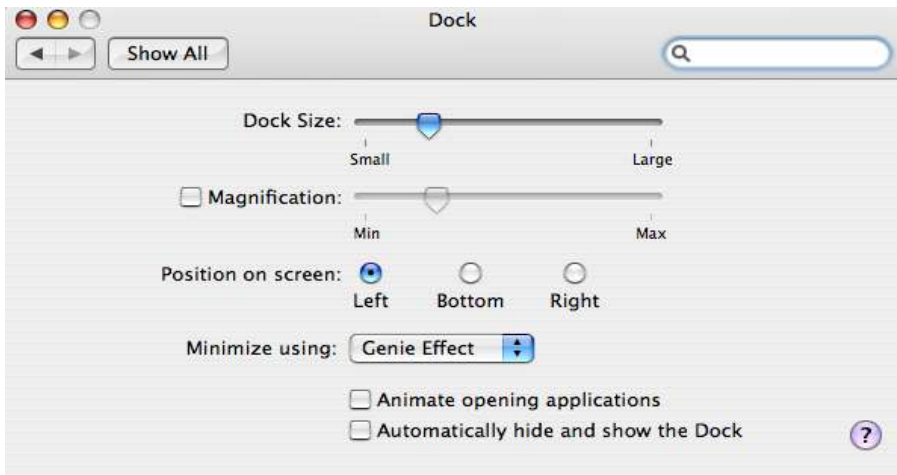 Dock
Show All
Dock Size:
Small Large
Magnification:
Min Max
Position on screen:
Left Bottom Right
Minimize using: Genie Effect
Animate opening applications
Automatically hide and show the Dock ?